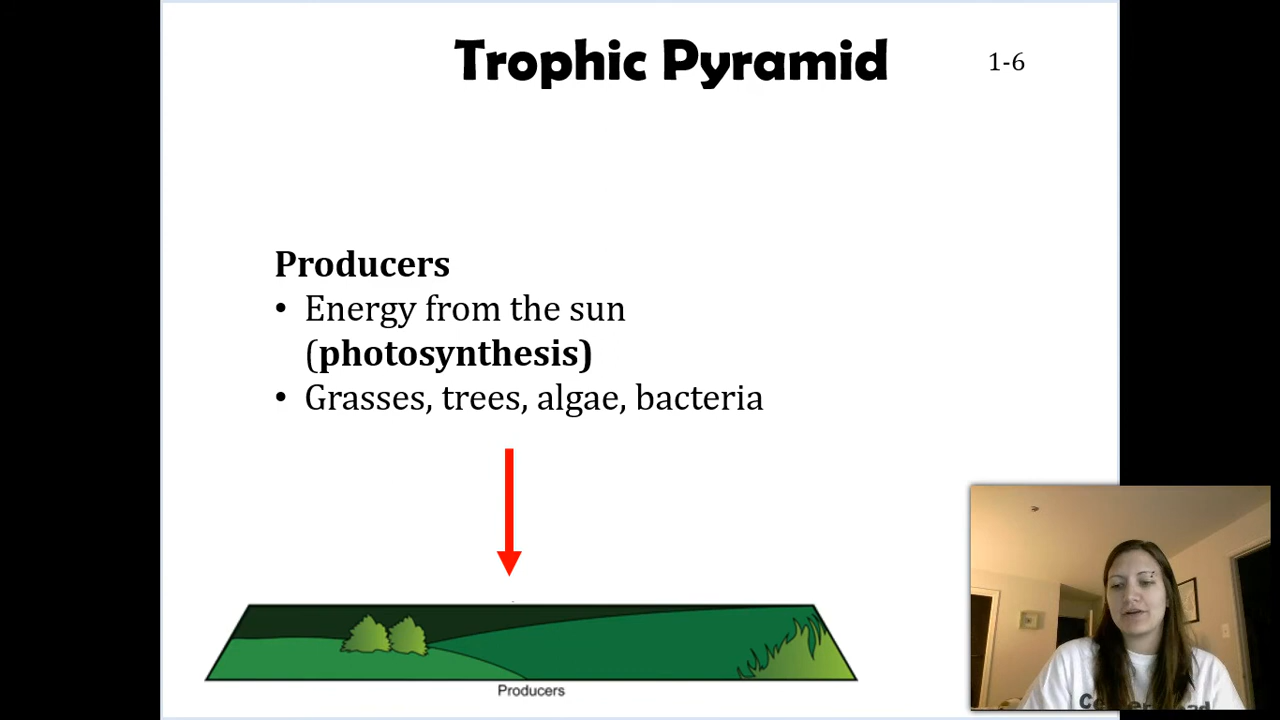 Trophic Pyramid
1-6
Producers
• Energy from the sun
(photosynthesis)
• Grasses, trees, algae, bacteria
Producers